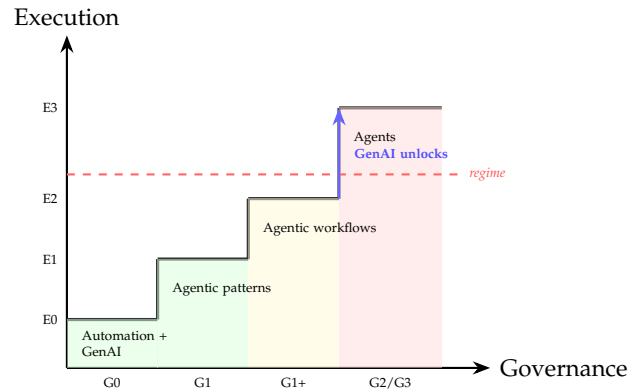 Execution
E3
Agents
GenAI unlocks
regime
E2
Agentic workflows
E1
Agentic patterns
E0
Automation +
GenAI
Governance
G0
G1
G1+
G2/G3